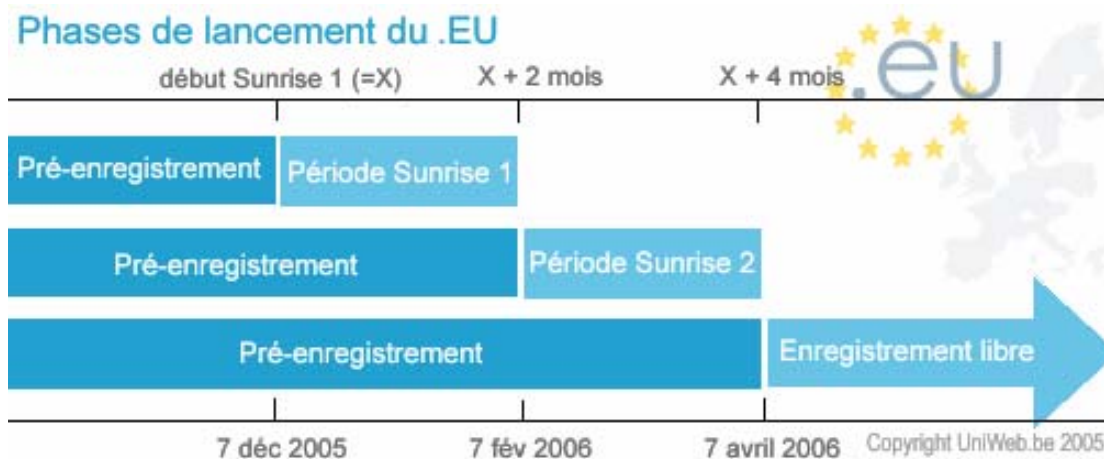 Phases de lancement du .EU
.eu
début Sunrise 1 (=X) X + 2 mois X + 4 mois
Pré-enregistrement Période Sunrise 1
Pré-enregistrement Période Sunrise 2
Pré-enregistrement Enregistrement libre
7 déc 2005 7 fév 2006 7 avril 2006 Copyright UniWeb.be 2005